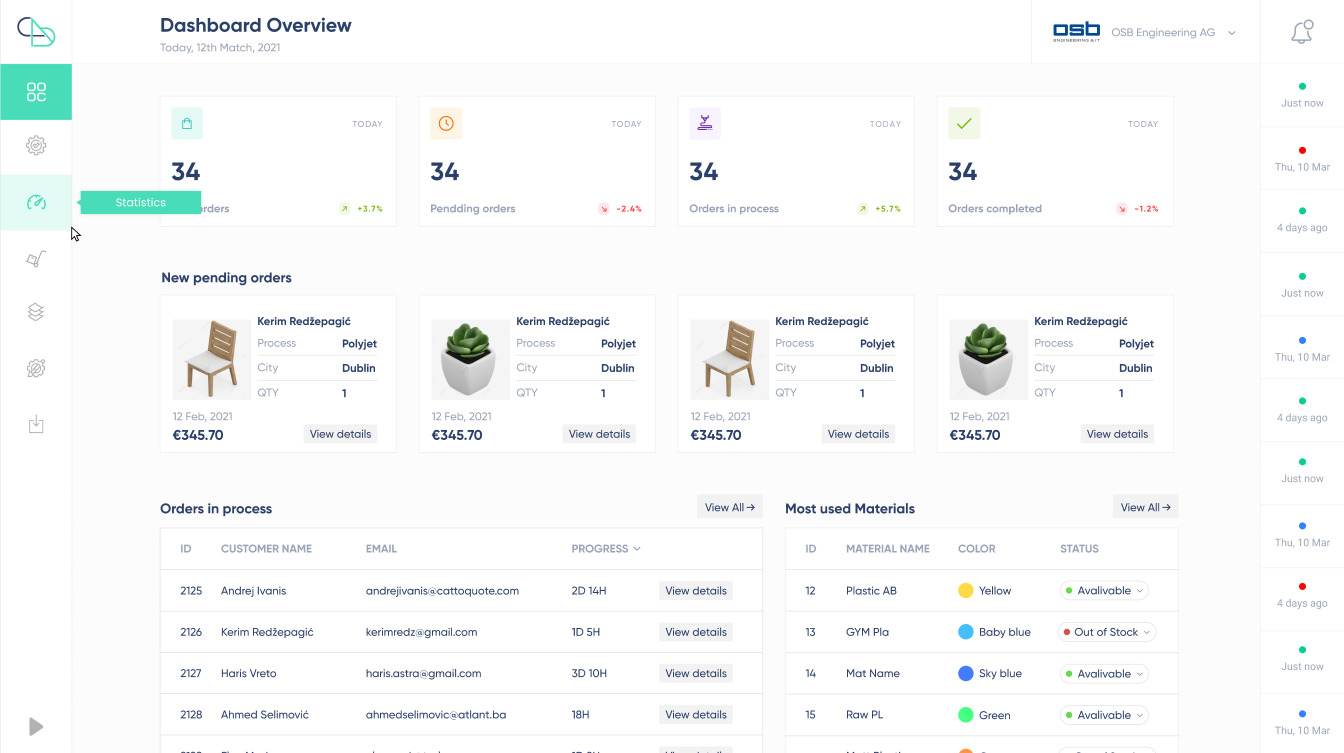 Dashboard Overview
Today, 12th Match, 2021
osb
ENGINEERING & IT
OSB Engineering AG
Statistics
TODAY
34
orders
+3.7%
TODAY
34
Pendding orders
-2.4%
TODAY
34
Orders in process
+5.7%
TODAY
34
Orders completed
-1.2%
New pending orders
Kerim Redžepagić
Process Polyjet
City Dublin
QTY 1
12 Feb, 2021
€345.70
View details
Kerim Redžepagić
Process Polyjet
City Dublin
QTY 1
12 Feb, 2021
€345.70
View details
Kerim Redžepagić
Process Polyjet
City Dublin
QTY 1
12 Feb, 2021
€345.70
View details
Kerim Redžepagić
Process Polyjet
City Dublin
QTY 1
12 Feb, 2021
€345.70
View details
Orders in process
View All →
ID CUSTOMER NAME EMAIL PROGRESS
2125 Andrej Ivanis andrejivanis@cattoquote.com 2D 14H View details
2126 Kerim Redžepagić kerimredz@gmail.com 1D 5H View details
2127 Haris Vreto haris.astra@gmail.com 3D 10H View details
2128 Ahmed Selimović ahmedselimovic@atlant.ba 18H View details
Most used Materials
View All →
ID MATERIAL NAME COLOR STATUS
12 Plastic AB Yellow Avalivable
13 GYM Pla Baby blue Out of Stock
14 Mat Name Sky blue Avalivable
15 Raw PL Green Avalivable
Just now
Thu, 10 Mar
4 days ago
Just now
Thu, 10 Mar
4 days ago
Just now
Thu, 10 Mar
4 days ago
Just now
Thu, 10 Mar